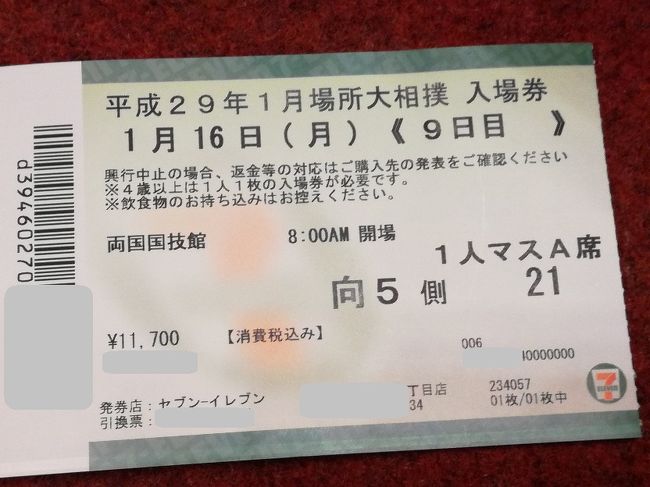 平成29年1月場所大相撲 入場券
1月16日(月)《 9日目 》
興行中止の場合、返金等の対応はご購入先の発表をご確認ください
※4歳以上は1人1枚の入場券が必要です。
※飲食物のお持ち込みはお控えください。
両国国技館 8:00AM 開場
1人マスA席
向5 側 21
¥11,700 【消費税込み】
006
40000000
発券店:セブン-イレブン 丁目店 234057
引換票: 34 01枚/01枚中
7 ELEVEN
d39460270